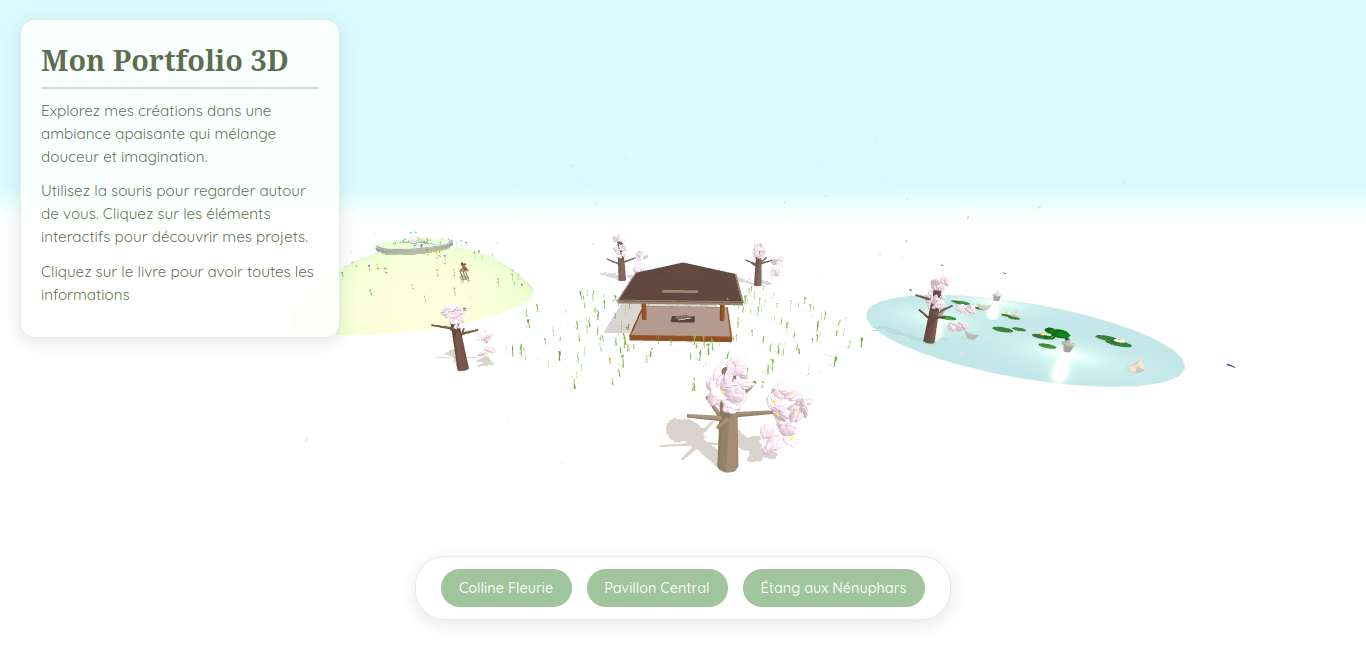 Mon Portfolio 3D
Explorez mes créations dans une
ambiance apaisante qui mélange
douceur et imagination.
Utilisez la souris pour regarder autour
de vous. Cliquez sur les éléments
interactifs pour découvrir mes projets.
Cliquez sur le livre pour avoir toutes les
informations
Colline Fleurie
Pavillon Central
Étang aux Nénuphars